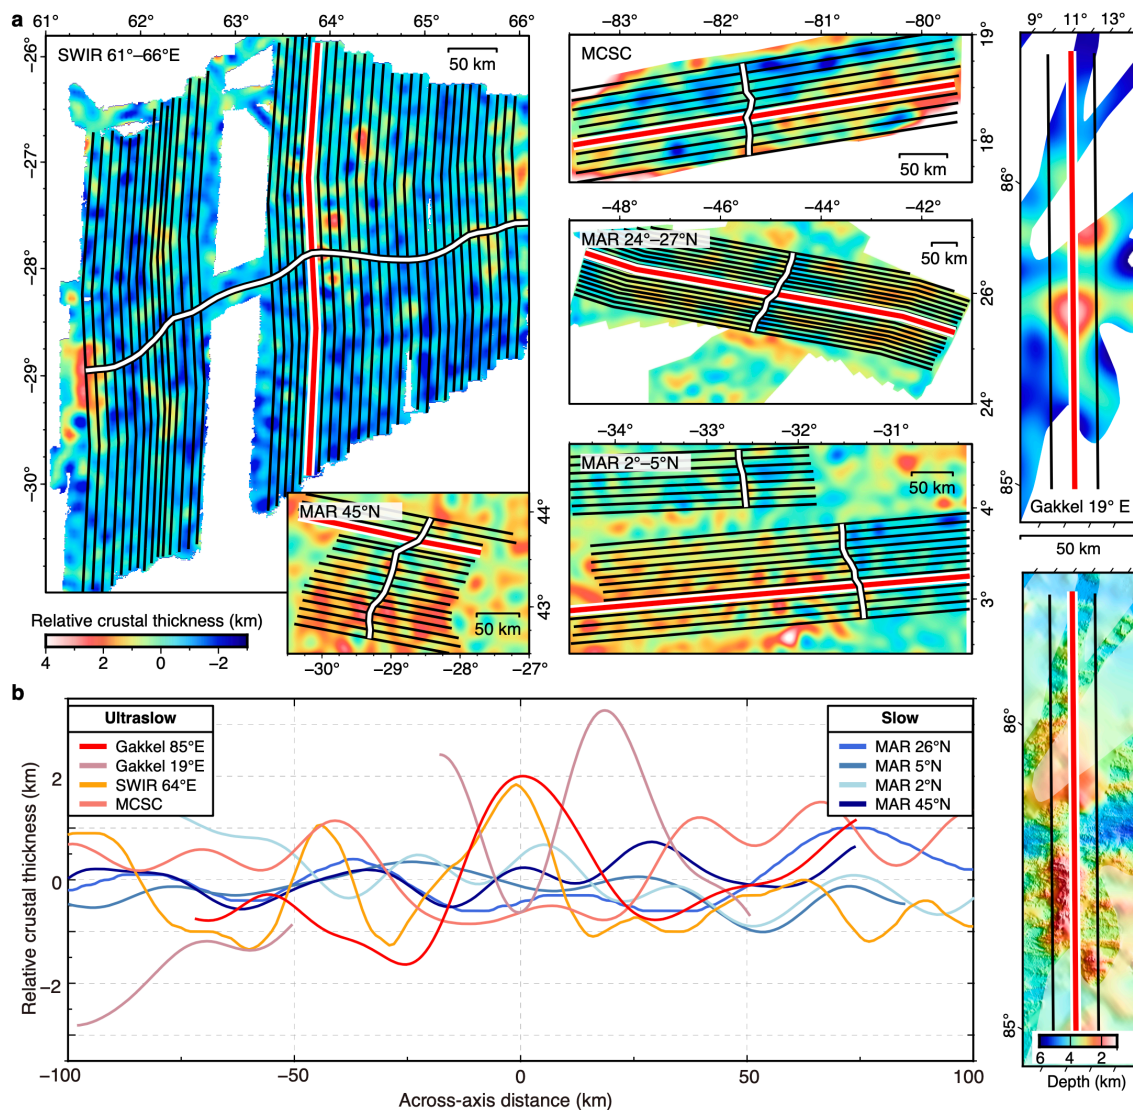 a
61°
62°
63°
64°
65°
66°
−26°
−27°
−28°
−29°
−30°
SWIR 61°–66°E
50 km
Relative crustal thickness (km)
4
2
0
−2
MAR 45°N
50 km
44°
43°
−30°
−29°
−28°
−27°
−83°
−82°
−81°
−80°
MCSC
50 km
19°
18°
−48°
−46°
−44°
−42°
MAR 24°–27°N
50 km
26°
24°
−34°
−33°
−32°
−31°
MAR 2°–5°N
50 km
4°
3°
9°
11°
13°
86°
85°
Gakkel 19° E
50 km
86°
85°
6
4
2
Depth (km)
b
Relative crustal thickness (km)
2
0
−2
Ultraslow
Gakkel 85°E
Gakkel 19°E
SWIR 64°E
MCSC
Slow
MAR 26°N
MAR 5°N
MAR 2°N
MAR 45°N
−100
−50
0
50
100
Across-axis distance (km)